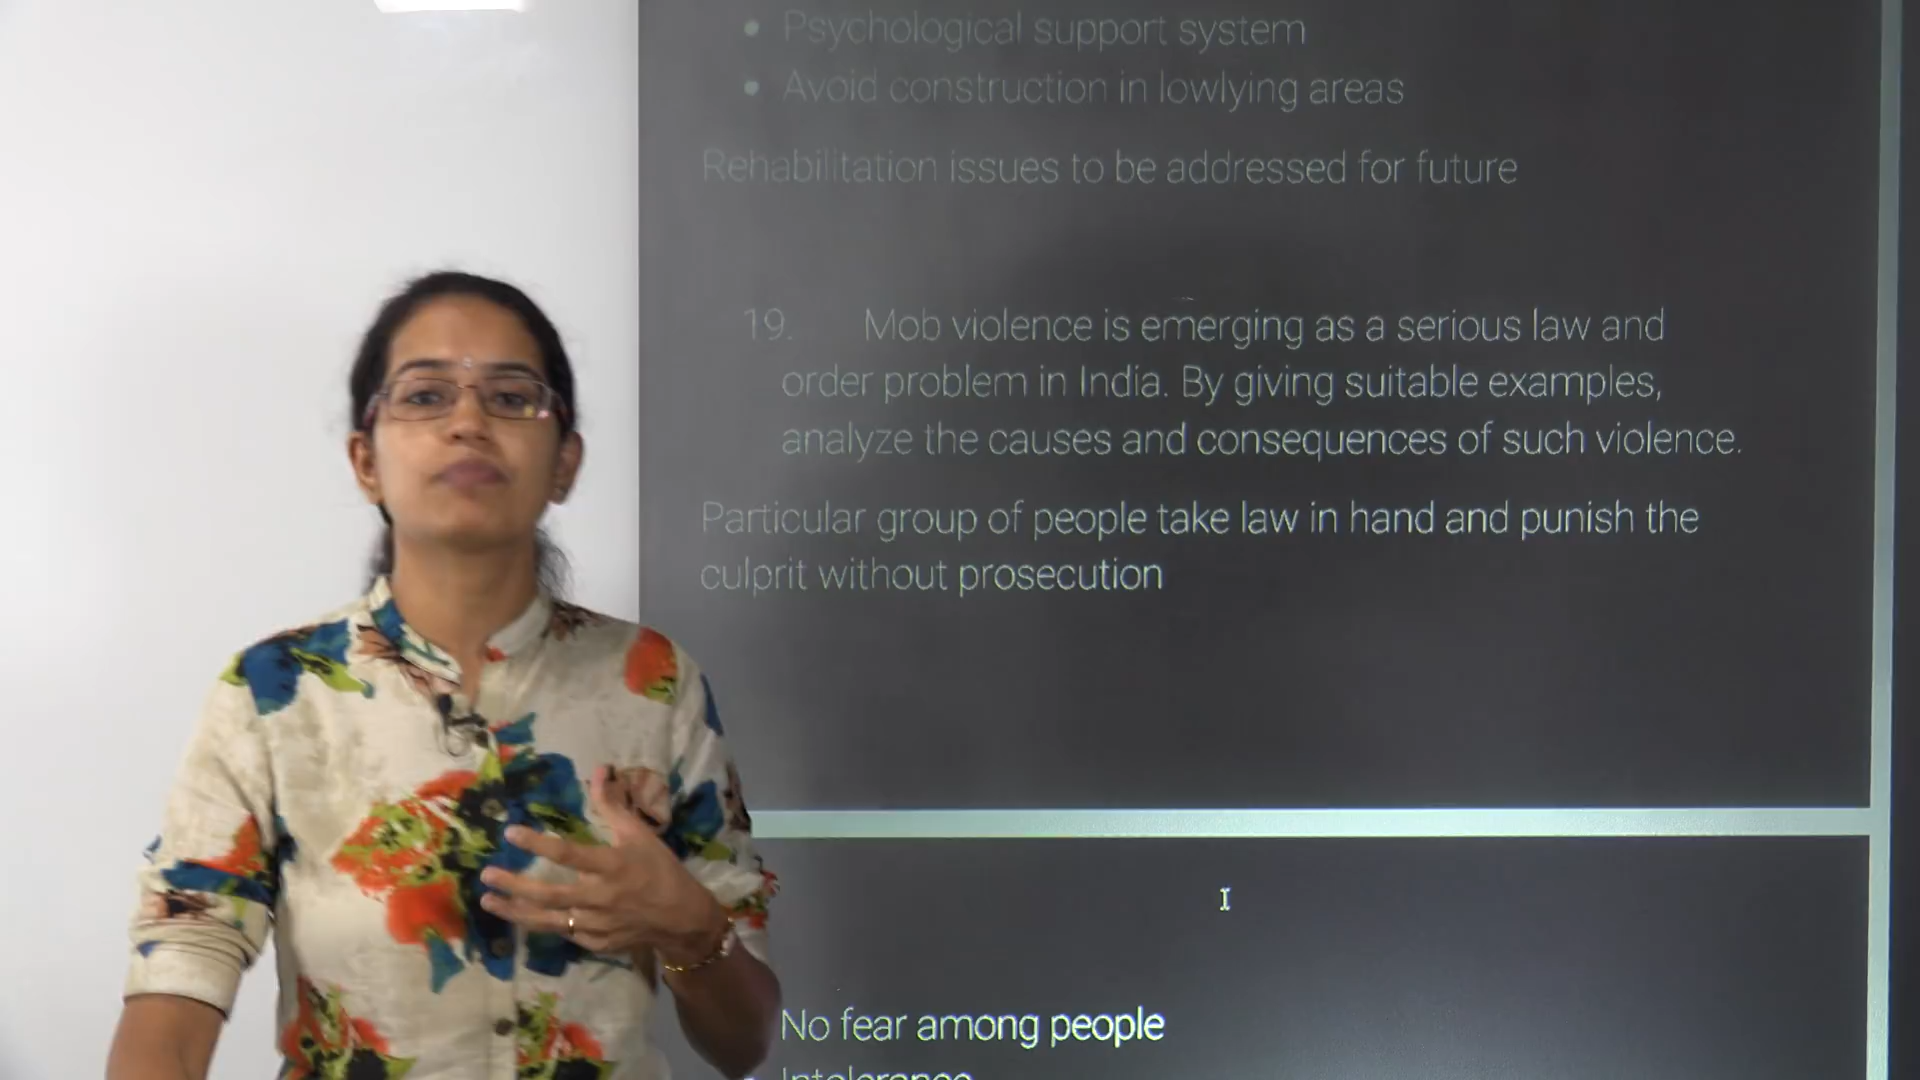 • Psychological support system
• Avoid construction in lowlying areas
Rehabilitation issues to be addressed for future
19. Mob violence is emerging as a serious law and
order problem in India. By giving suitable examples,
analyze the causes and consequences of such violence.
Particular group of people take law in hand and punish the
culprit without prosecution
No fear among people
• Intolerance